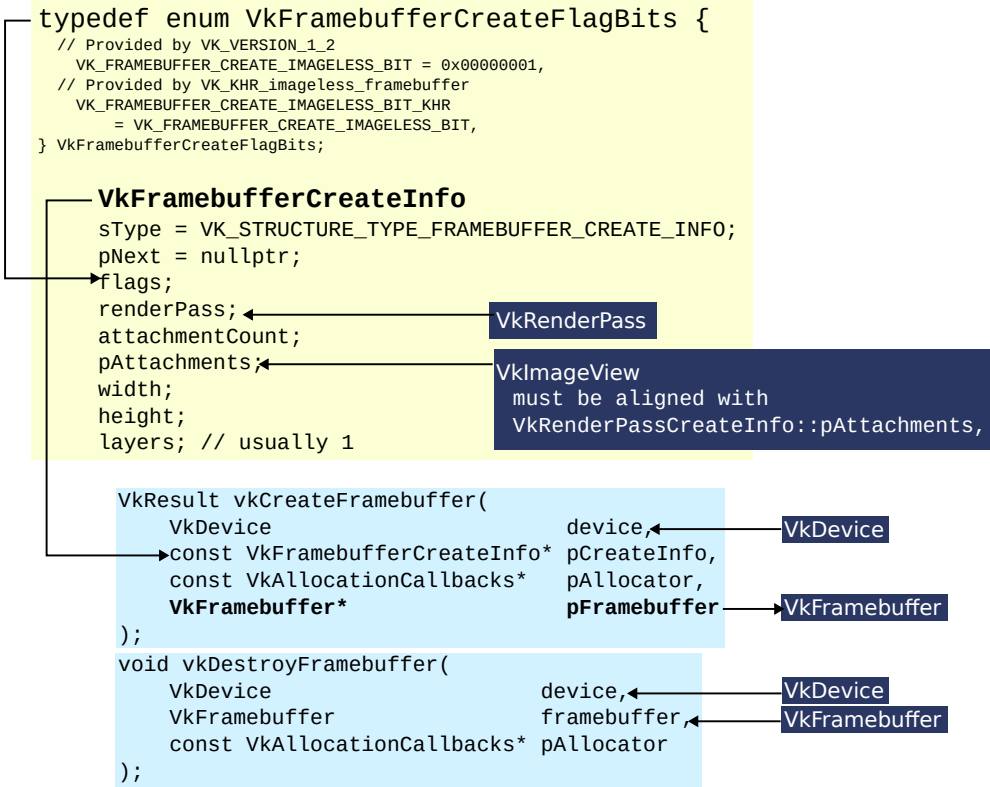 typedef enum VkFramebufferCreateFlagBits {
// Provided by VK_VERSION_1_2
VK_FRAMEBUFFER_CREATE_IMAGELESS_BIT = 0x00000001,
// Provided by VK_KHR_imageless_framebuffer
VK_FRAMEBUFFER_CREATE_IMAGELESS_BIT_KHR
= VK_FRAMEBUFFER_CREATE_IMAGELESS_BIT,
} VkFramebufferCreateFlagBits;
VkFramebufferCreateInfo
sType = VK_STRUCTURE_TYPE_FRAMEBUFFER_CREATE_INFO;
pNext = nullptr;
flags;
renderPass;
VkRenderPass
attachmentCount;
pAttachments;
VkImageView
must be aligned with
VkRenderPassCreateInfo::pAttachments,
width;
height;
layers; // usually 1
VkResult vkCreateFramebuffer(
VkDevice device,
VkDevice
const VkFramebufferCreateInfo* pCreateInfo,
const VkAllocationCallbacks* pAllocator,
VkFramebuffer* pFramebuffer
VkFramebuffer
);
void vkDestroyFramebuffer(
VkDevice device,
VkDevice
VkFramebuffer framebuffer,
VkFramebuffer
const VkAllocationCallbacks* pAllocator
);